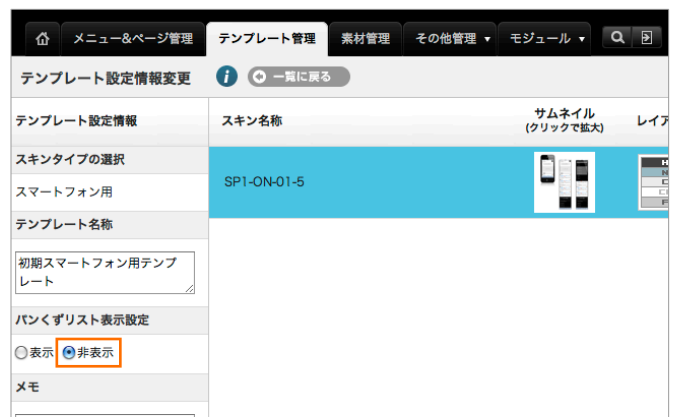 メニュー&ページ管理
テンプレート管理
素材管理
その他管理 ▼
モジュール ▼
テンプレート設定情報変更
i
一覧に戻る
テンプレート設定情報
スキン名称
サムネイル
(クリックで拡大)
レイア
スキンタイプの選択
スマートフォン用
SP1-ON-01-5
テンプレート名称
初期スマートフォン用テンプ
レート
パンくずリスト表示設定
表示
非表示
メモ